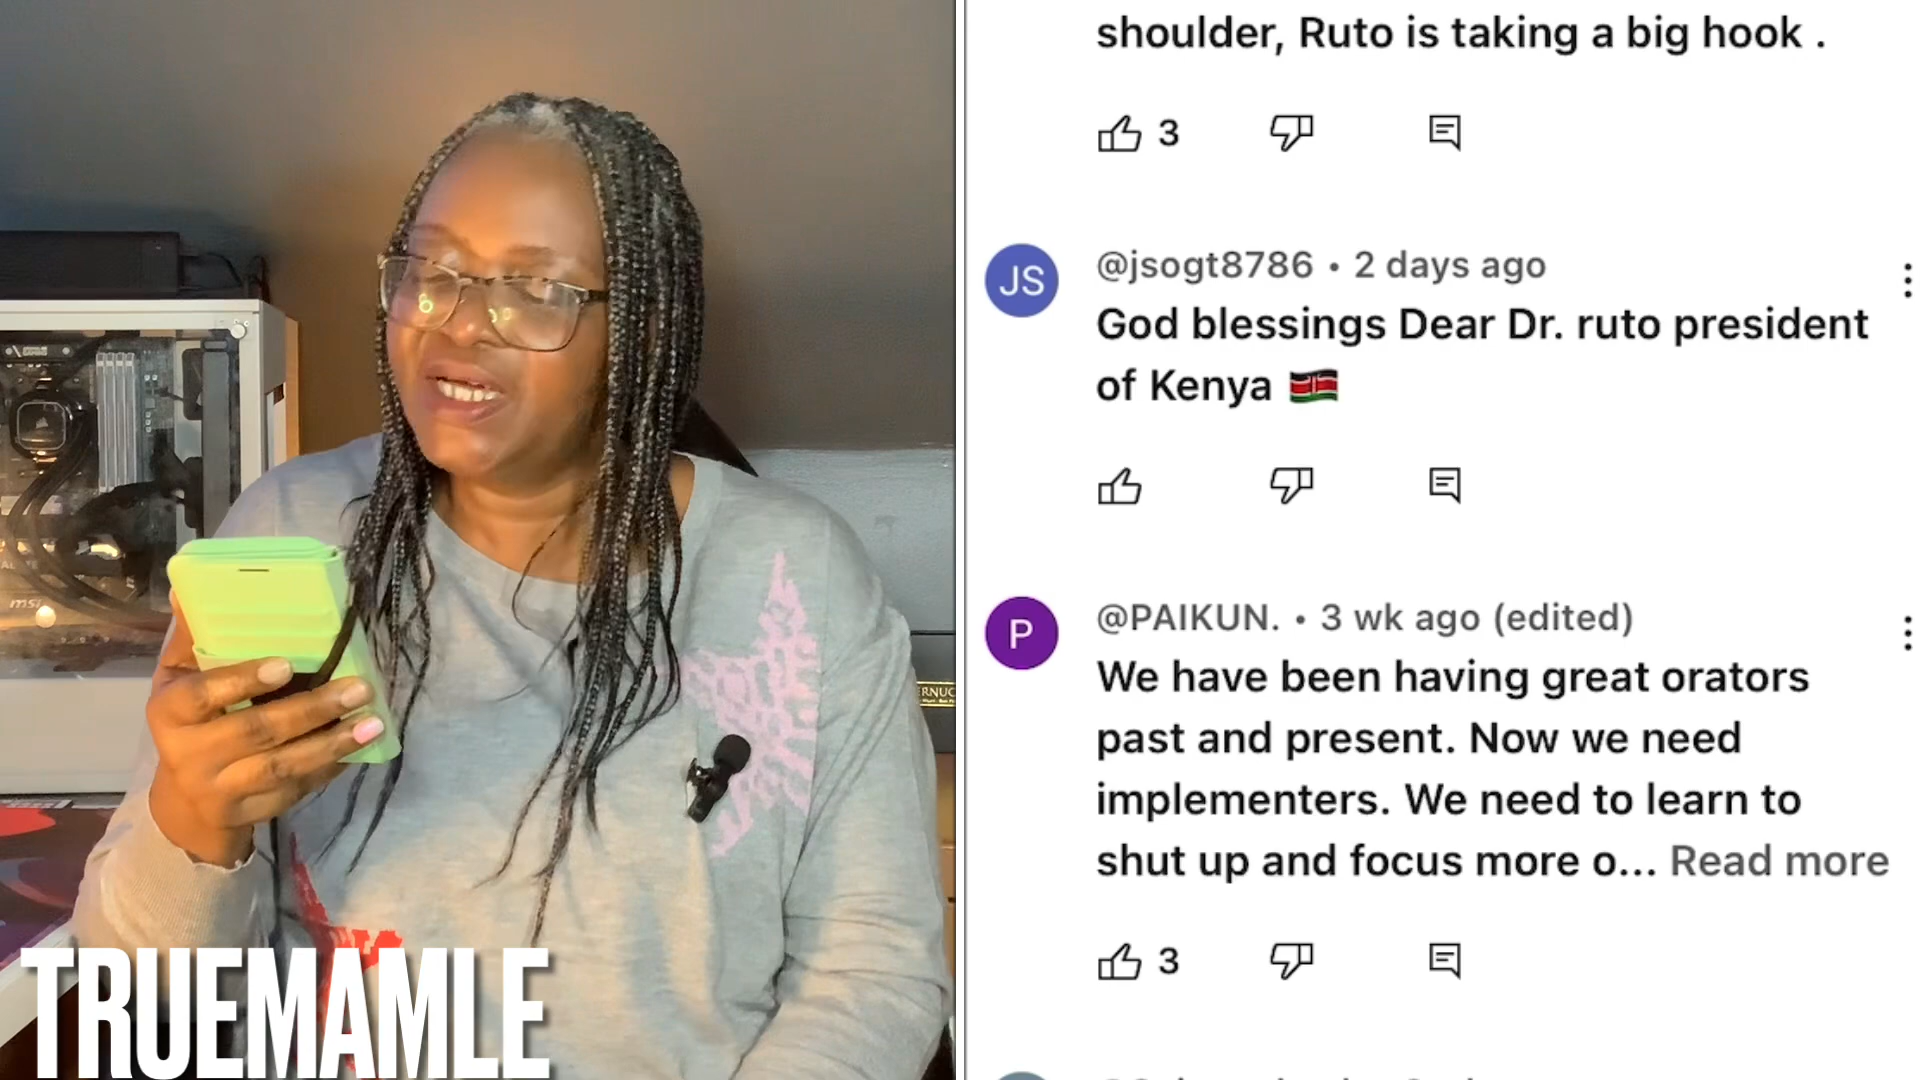 shoulder, Ruto is taking a big hook .
3
JS
@jsogt8786 • 2 days ago
God blessings Dear Dr. ruto president
of Kenya 🇰🇪
P
@PAIKUN. • 3 wk ago (edited)
We have been having great orators
past and present. Now we need
implementers. We need to learn to
shut up and focus more o... Read more
3
msi
TRUEMAMLE